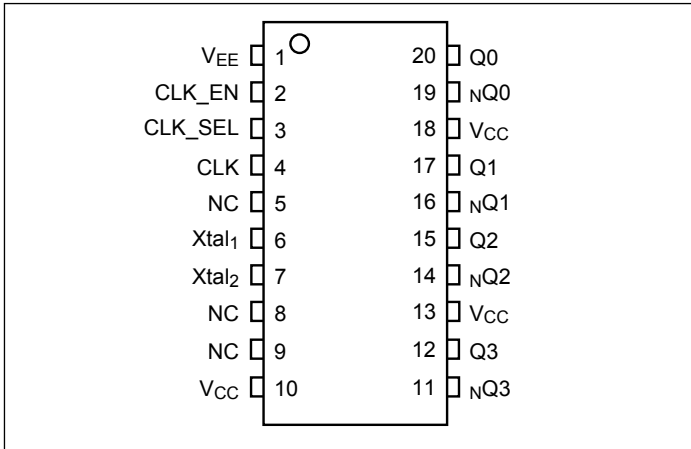 VEE 1 20 Q0
CLK_EN 2 19 NQ0
CLK_SEL 3 18 VCC
CLK 4 17 Q1
NC 5 16 NQ1
Xtal1 6 15 Q2
Xtal2 7 14 NQ2
NC 8 13 VCC
NC 9 12 Q3
VCC 10 11 NQ3